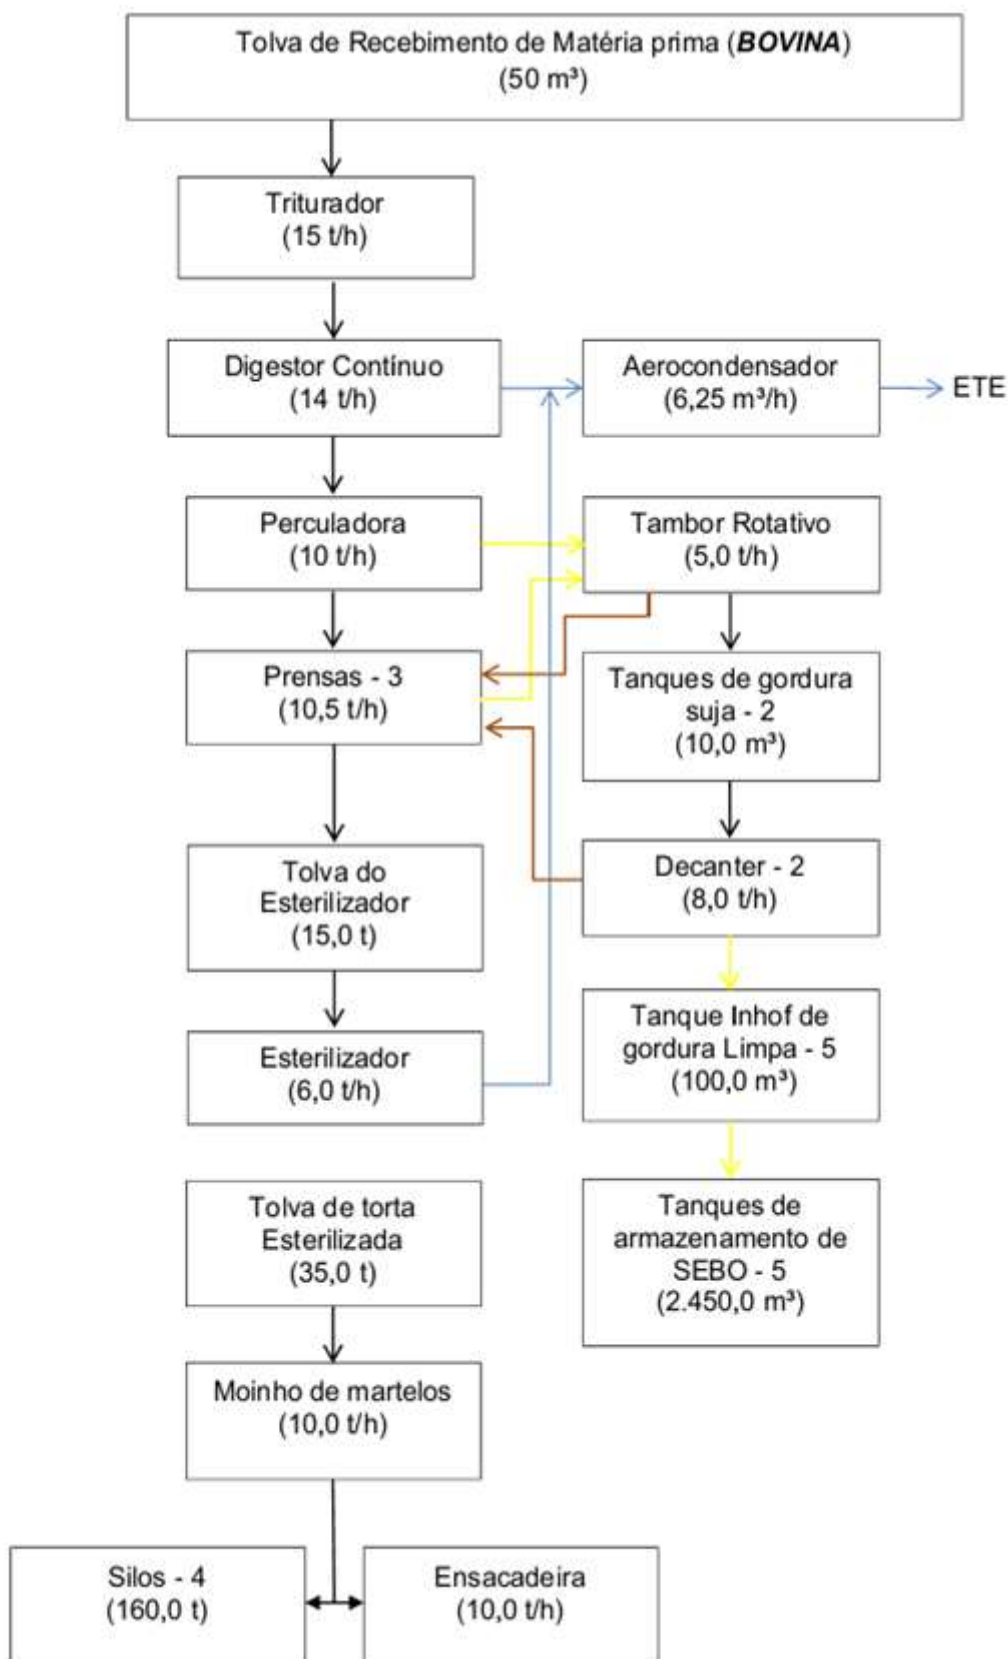 Tolva de Recebimento de Matéria prima (BOVINA)
(50 m³)
Triturador
(15 t/h)
Digestor Contínuo
(14 t/h)
Aerocondensador
(6,25 m³/h)
ETE
Perculadora
(10 t/h)
Tambor Rotativo
(5,0 t/h)
Prensas - 3
(10,5 t/h)
Tanques de gordura
suja - 2
(10,0 m³)
Tolva do
Esterilizador
(15,0 t)
Decanter - 2
(8,0 t/h)
Esterilizador
(6,0 t/h)
Tanque Inhof de
gordura Limpa - 5
(100,0 m³)
Tolva de torta
Esterilizada
(35,0 t)
Tanques de
armazenamento de
SEBO - 5
(2.450,0 m³)
Moinho de martelos
(10,0 t/h)
Silos - 4
(160,0 t)
Ensacadeira
(10,0 t/h)